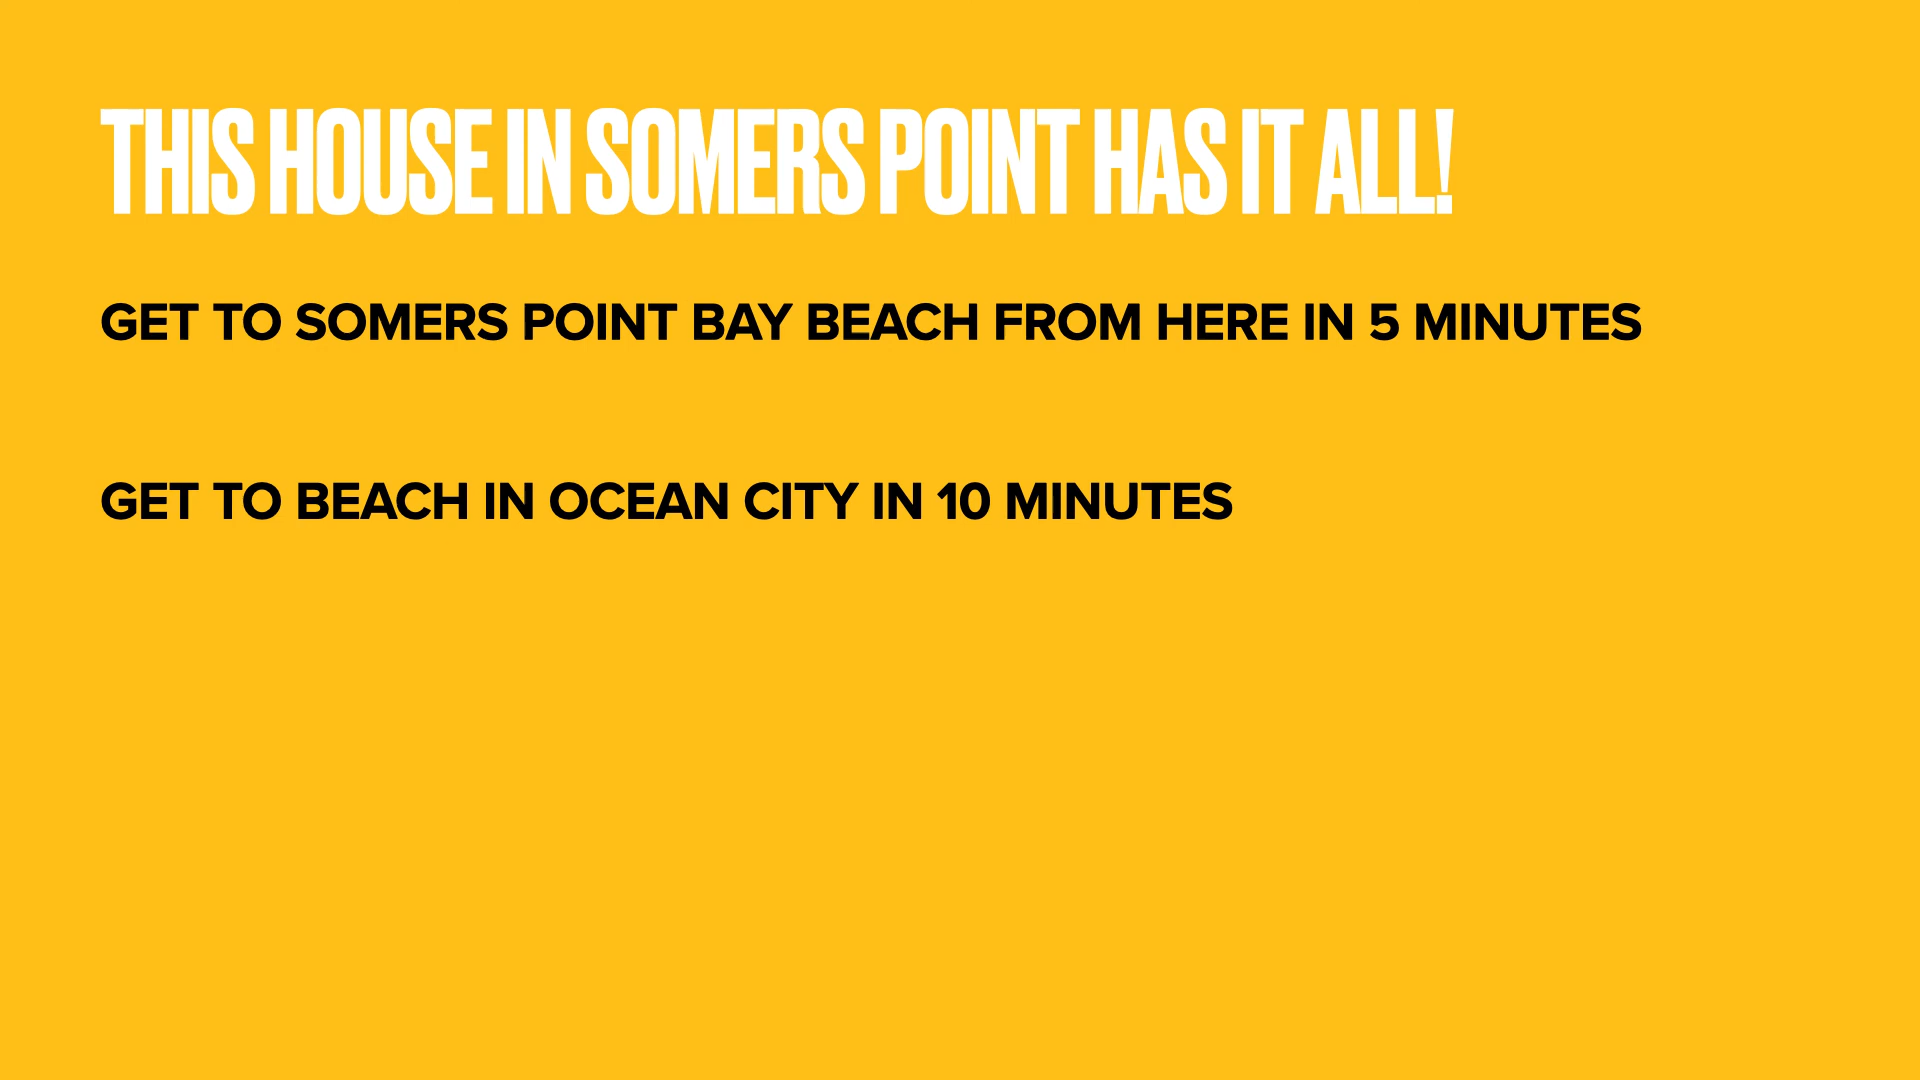 THIS HOUSE IN SOMERS POINT HAS IT ALL!
GET TO SOMERS POINT BAY BEACH FROM HERE IN 5 MINUTES
GET TO BEACH IN OCEAN CITY IN 10 MINUTES